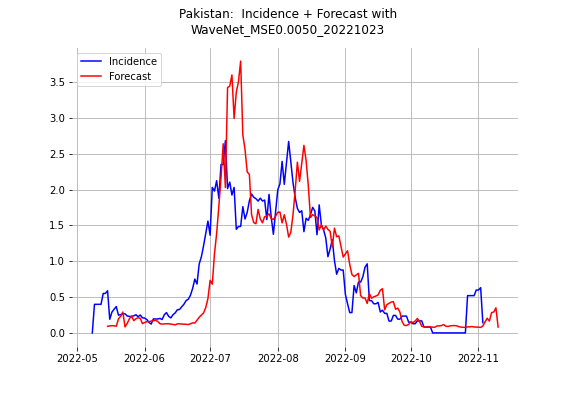 Pakistan:  Incidence + Forecast with
WaveNet_MSE0.0050_20221023
Incidence
Forecast
3.5
3.0
2.5
2.0
1.5
1.0
0.5
0.0
2022-05 2022-06 2022-07 2022-08 2022-09 2022-10 2022-11